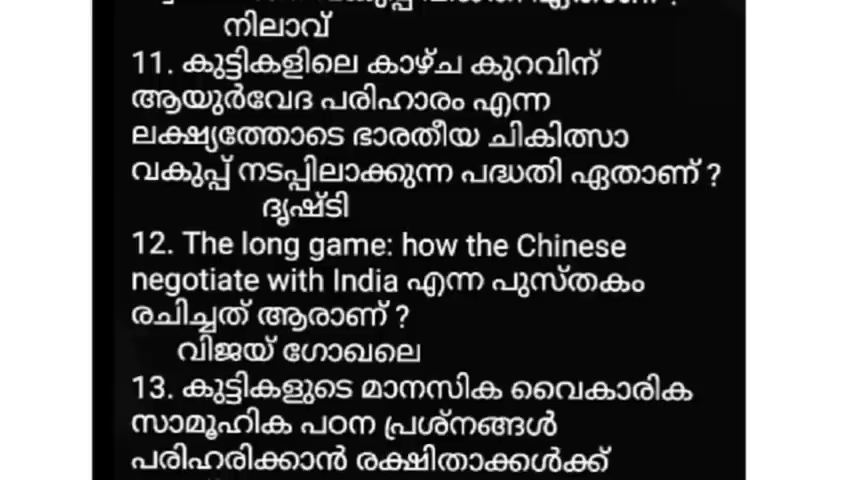 നിലാവ്
11. കുട്ടികളിലെ കാഴ്ച കുറവിന്
ആയുർവേദ പരിഹാരം എന്ന
ലക്ഷ്യത്തോടെ ഭാരതീയ ചികിത്സാ
വകുപ്പ് നടപ്പിലാക്കുന്ന പദ്ധതി ഏതാണ് ?
ദൃഷ്ടി
12. The long game: how the Chinese
negotiate with India എന്ന പുസ്തകം
രചിച്ചത് ആരാണ് ?
വിജയ് ഗോഖലെ
13. കുട്ടികളുടെ മാനസിക വൈകാരിക
സാമൂഹിക പഠന പ്രശ്നങ്ങൾ
പരിഹരിക്കാൻ രക്ഷിതാക്കൾക്ക്